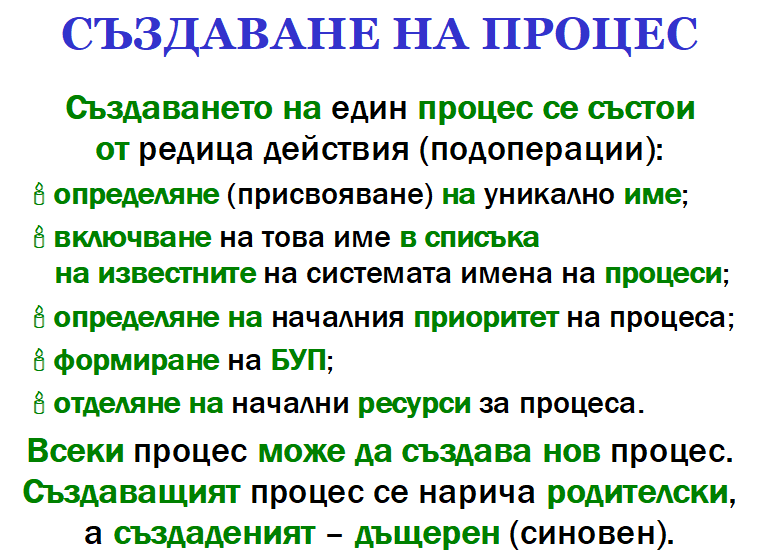 СЪЗДАВАНЕ НА ПРОЦЕС
Създаването на един процес се състои
от редица действия (подоперации):
определяне (присвояване) на уникално име;
включване на това име в списъка
на известните на системата имена на процеси;
определяне на началния приоритет на процеса;
формиране на БУП;
отделяне на начални ресурси за процеса.
Всеки процес може да създава нов процес.
Създаващият процес се нарича родителски,
а създаденият – дъщерен (синовен).